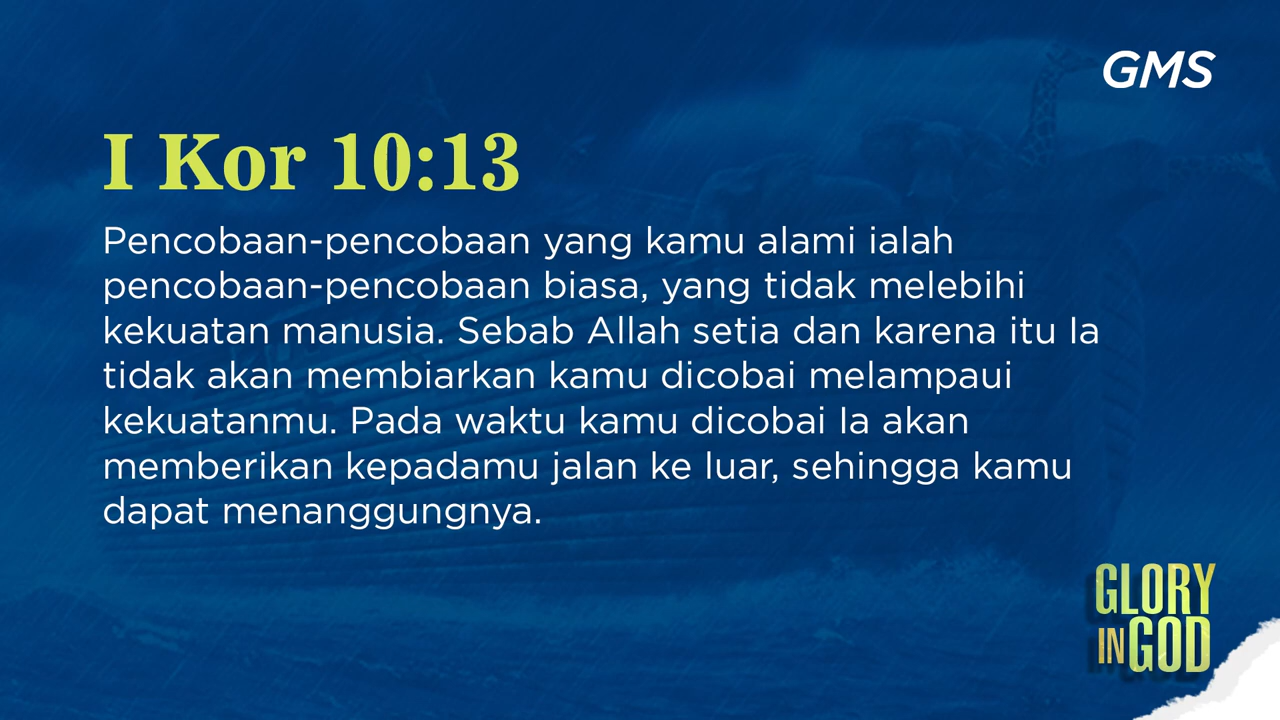 GMS
I Kor 10:13
Pencobaan-pencobaan yang kamu alami ialah
pencobaan-pencobaan biasa, yang tidak melebihi
kekuatan manusia. Sebab Allah setia dan karena itu Ia
tidak akan membiarkan kamu dicobai melampaui
kekuatanmu. Pada waktu kamu dicobai Ia akan
memberikan kepadamu jalan ke luar, sehingga kamu
dapat menanggungnya.
GLORY
IN GOD